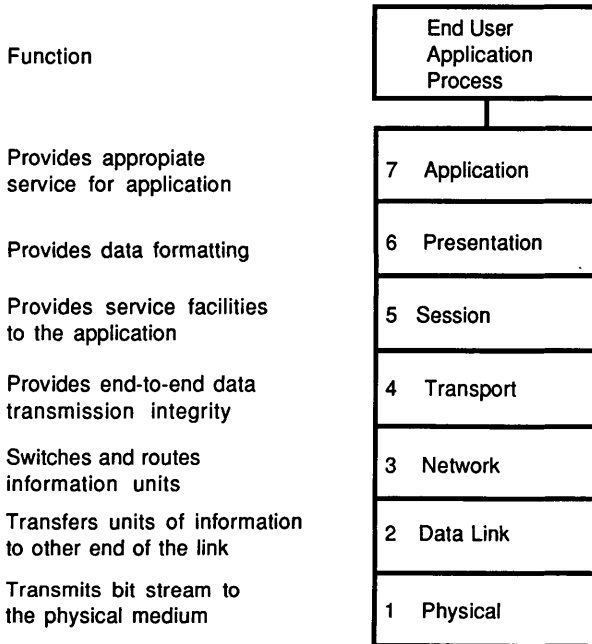 Function
End User
Application
Process
Provides appropiate
service for application
7 Application
Provides data formatting
6 Presentation
Provides service facilities
to the application
5 Session
Provides end-to-end data
transmission integrity
4 Transport
Switches and routes
information units
3 Network
Transfers units of information
to other end of the link
2 Data Link
Transmits bit stream to
the physical medium
1 Physical